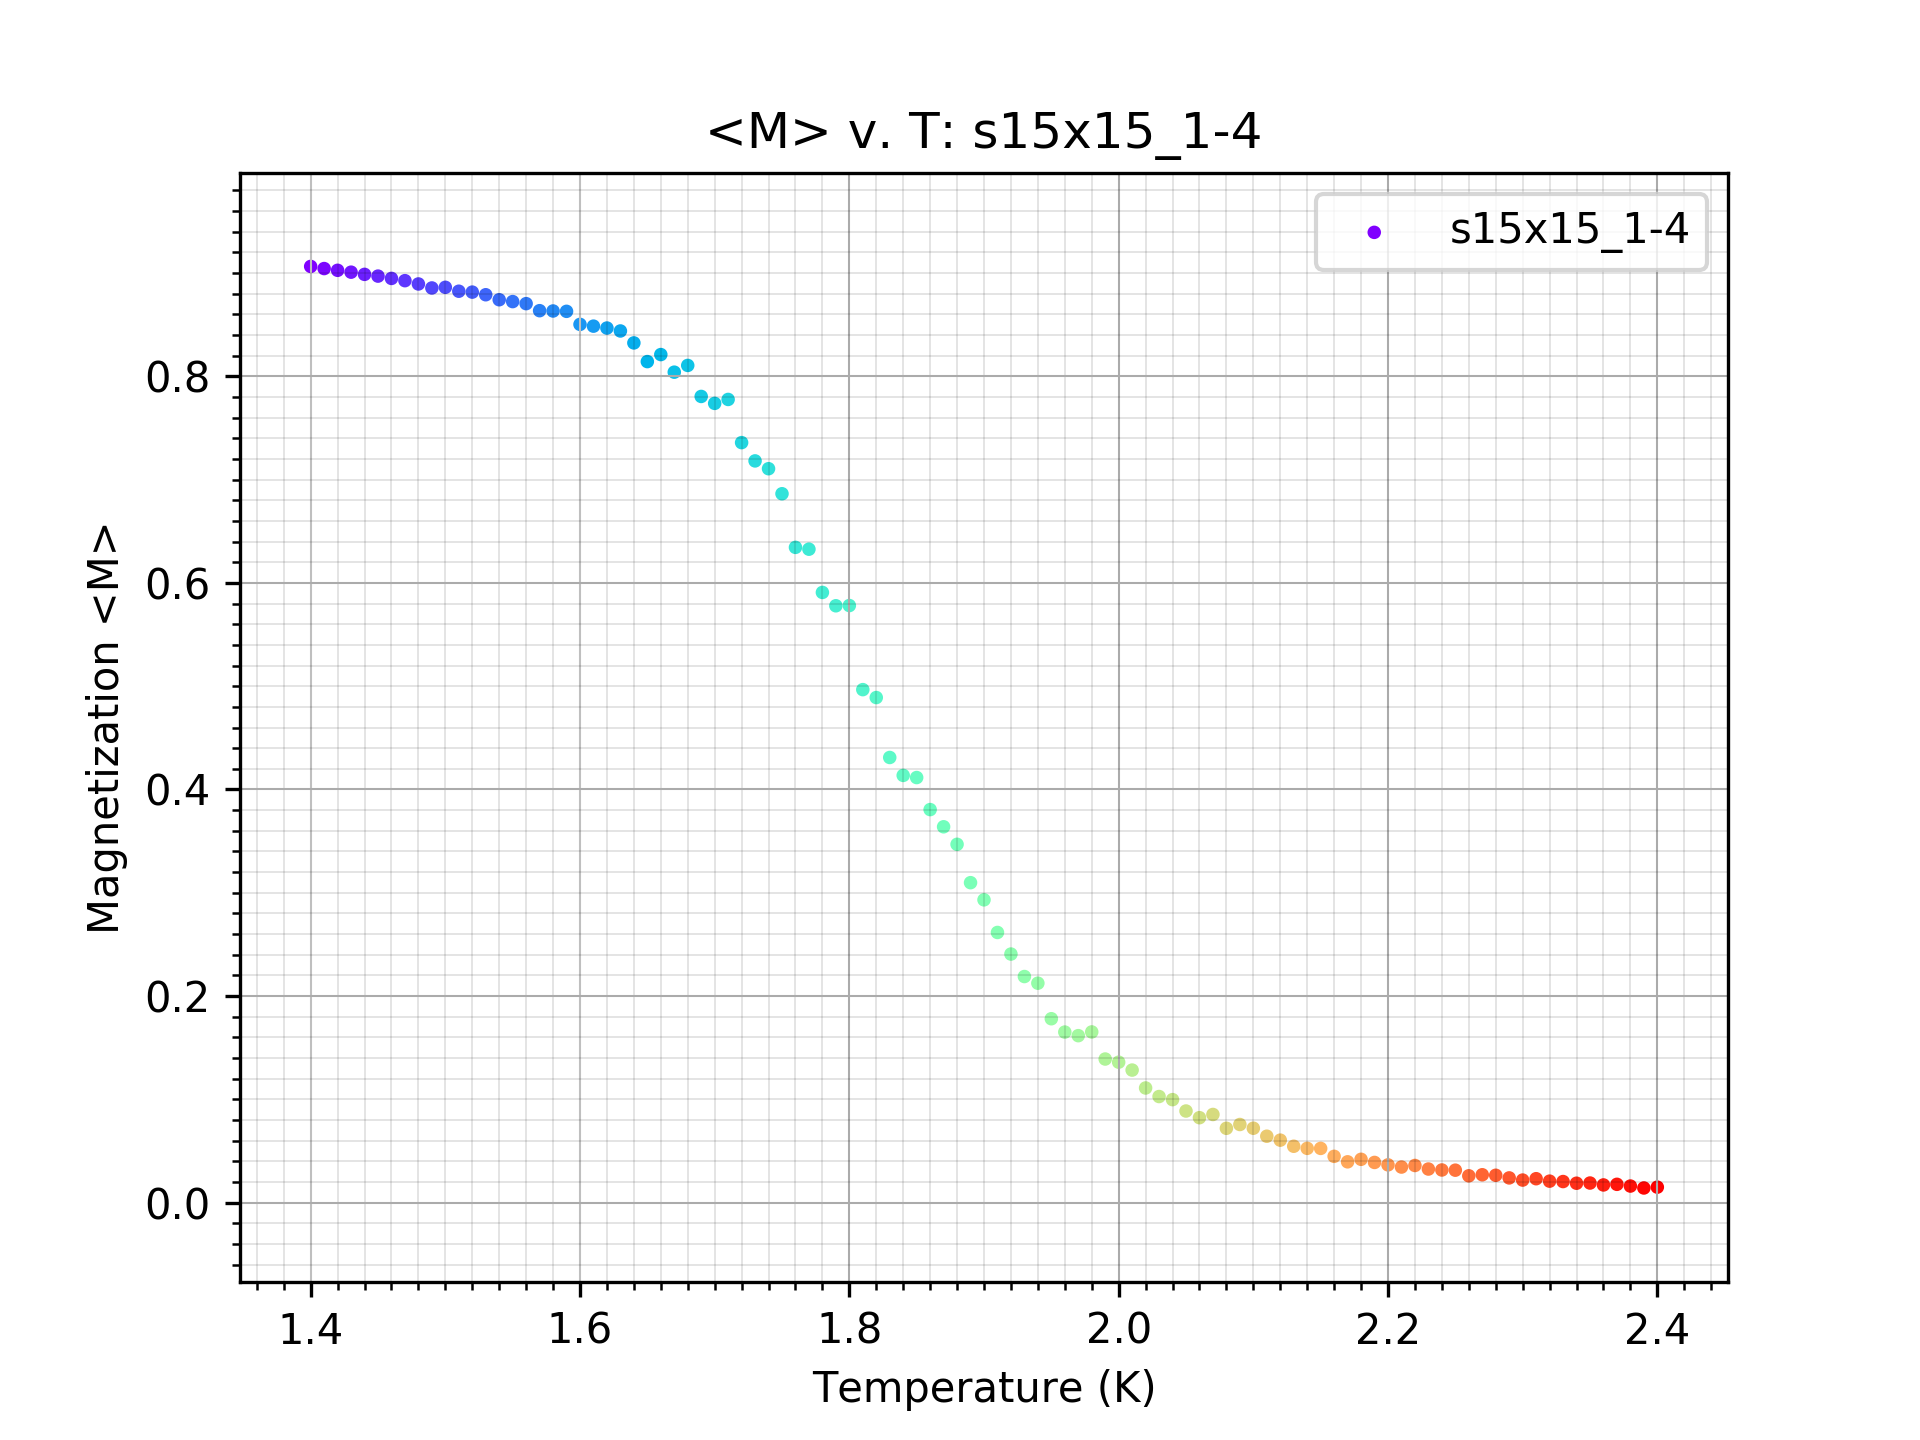 <M> v. T: s15x15_1-4
s15x15_1-4
Magnetization <M>
0.8
0.6
0.4
0.2
0.0
1.4 1.6 1.8 2.0 2.2 2.4
Temperature (K)